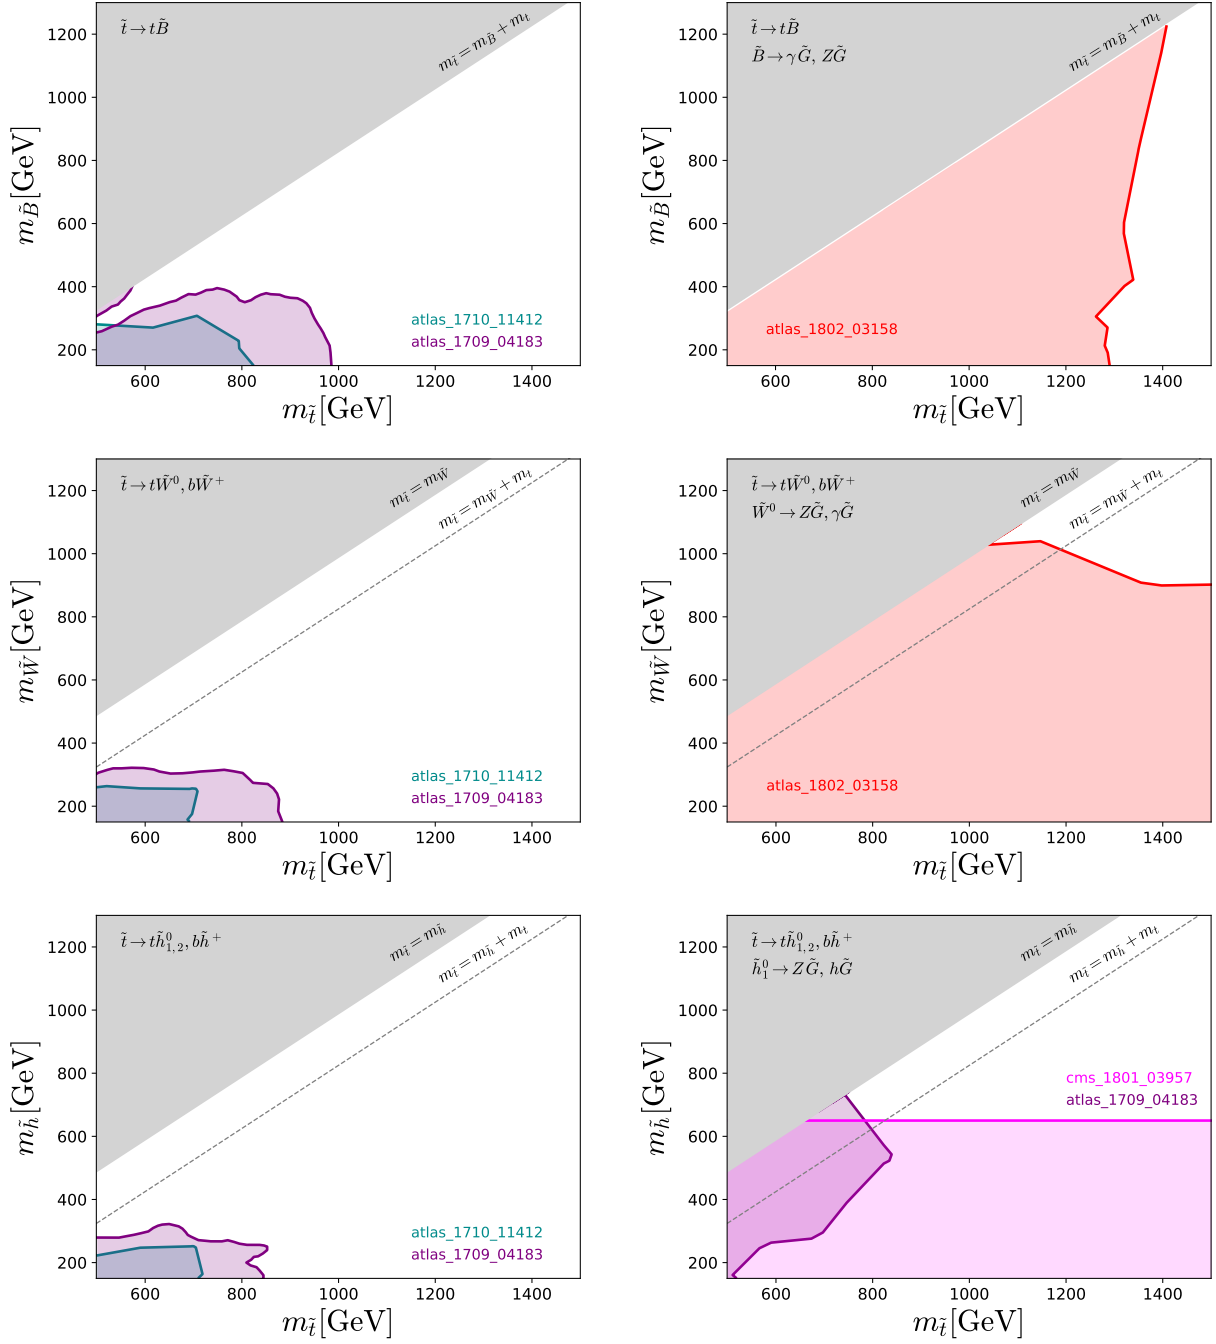 t̃→tB̃
m_t̃ = m_B̃ + m_t
1200
1000
800
600
400
200
m_B̃[GeV]
atlas_1710_11412
atlas_1709_04183
600 800 1000 1200 1400
m_t̃[GeV]
t̃→tB̃
B̃→γG̃, ZG̃
m_t̃ = m_B̃ + m_t
1200
1000
800
600
400
200
m_B̃[GeV]
atlas_1802_03158
600 800 1000 1200 1400
m_t̃[GeV]
t̃→tW̃⁰, bW̃⁺
m_t̃ = m_W̃
m_t̃ = m_W̃ + m_t
1200
1000
800
600
400
200
m_W̃[GeV]
atlas_1710_11412
atlas_1709_04183
600 800 1000 1200 1400
m_t̃[GeV]
t̃→tW̃⁰, bW̃⁺
W̃⁰→ZG̃, γG̃
m_t̃ = m_W̃
m_t̃ = m_W̃ + m_t
1200
1000
800
600
400
200
m_W̃[GeV]
atlas_1802_03158
600 800 1000 1200 1400
m_t̃[GeV]
t̃→th̃⁰₁,₂, bh̃⁺
m_t̃ = m_h̃
m_t̃ = m_h̃ + m_t
1200
1000
800
600
400
200
m_h̃[GeV]
atlas_1710_11412
atlas_1709_04183
600 800 1000 1200 1400
m_t̃[GeV]
t̃→th̃⁰₁,₂, bh̃⁺
h̃⁰₁→ZG̃, hG̃
m_t̃ = m_h̃
m_t̃ = m_h̃ + m_t
1200
1000
800
600
400
200
m_h̃[GeV]
cms_1801_03957
atlas_1709_04183
600 800 1000 1200 1400
m_t̃[GeV]